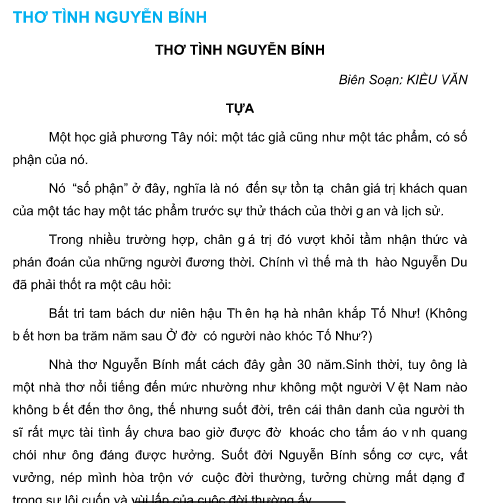 THƠ TÌNH NGUYỄN BÍNH
THƠ TÌNH NGUYỄN BÍNH
Biên Soạn: KIỀU VĂN
TỰA
Một học giả phương Tây nói: một tác giả cũng như một tác phẩm, có số
phận của nó.
Nó “số phận” ở đây, nghĩa là nó đến sự tồn tạ chân giá trị khách quan
của một tác hay một tác phẩm trước sự thử thách của thời g an và lịch sử.
Trong nhiều trường hợp, chân g á trị đó vượt khỏi tầm nhận thức và
phán đoán của những người đương thời. Chính vì thế mà th hào Nguyễn Du
đã phải thốt ra một câu hỏi:
Bất tri tam bách dư niên hậu Th ên hạ hà nhân khấp Tố Như! (Không
b ết hơn ba trăm năm sau Ở đờ có người nào khóc Tố Như?)
Nhà thơ Nguyễn Bính mất cách đây gần 30 năm.Sinh thời, tuy ông là
một nhà thơ nổi tiếng đến mức nhường như không một người V ệt Nam nào
không b ết đến thơ ông, thế nhưng suốt đời, trên cái thân danh của người th
sĩ rất mực tài tình ấy chưa bao giờ được đờ khoác cho tấm áo v nh quang
chói như ông đáng được hưởng. Suốt đời Nguyễn Bính sống cơ cực, vất
vưởng, nép mình hòa trộn vớ cuộc đời thường, tưởng chừng mất dạng đ
trong sự lôi cuốn và vùi lấp của cuộc đời thường ấy.